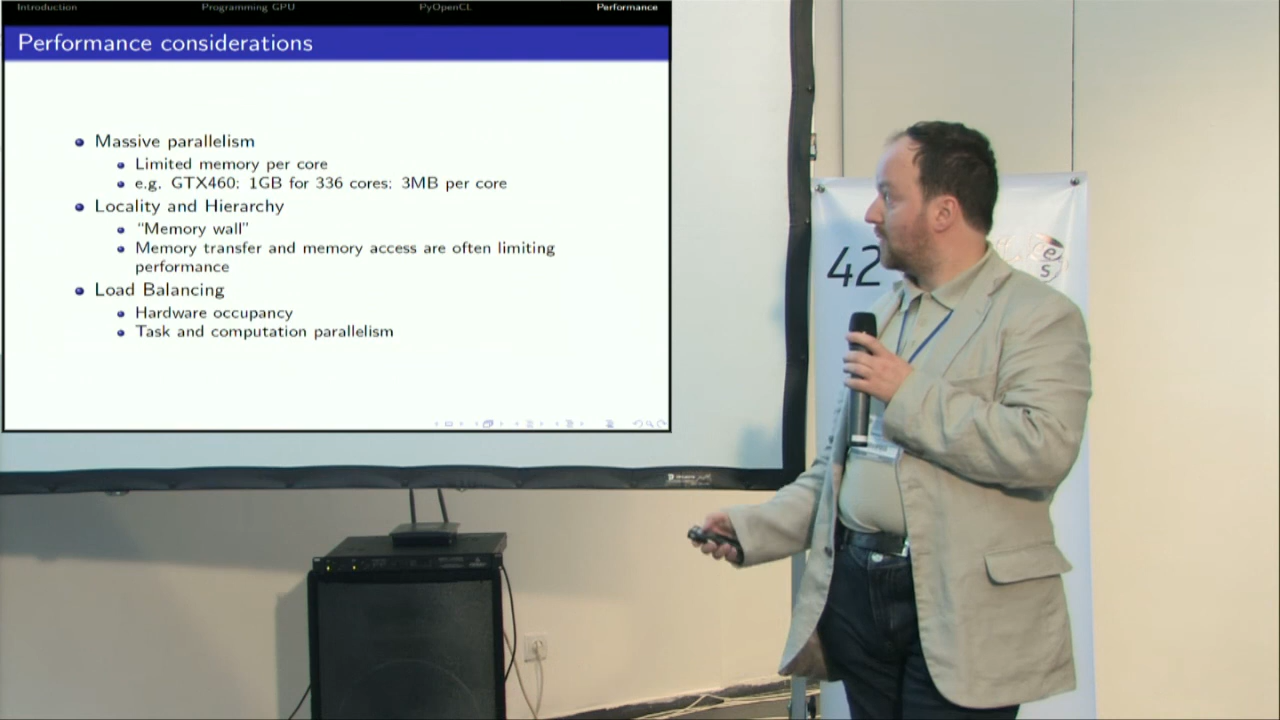 Introduction Programming GPU PyOpenCL Performance
Performance considerations
Massive parallelism
Limited memory per core
e.g. GTX460: 1GB for 336 cores: 3MB per core
Locality and Hierarchy
"Memory wall"
Memory transfer and memory access are often limiting
performance
Load Balancing
Hardware occupancy
Task and computation parallelism
42
e
s